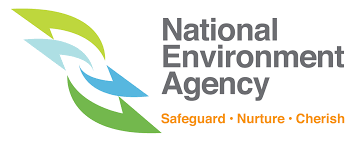 National
Environment
Agency
Safeguard • Nurture • Cherish